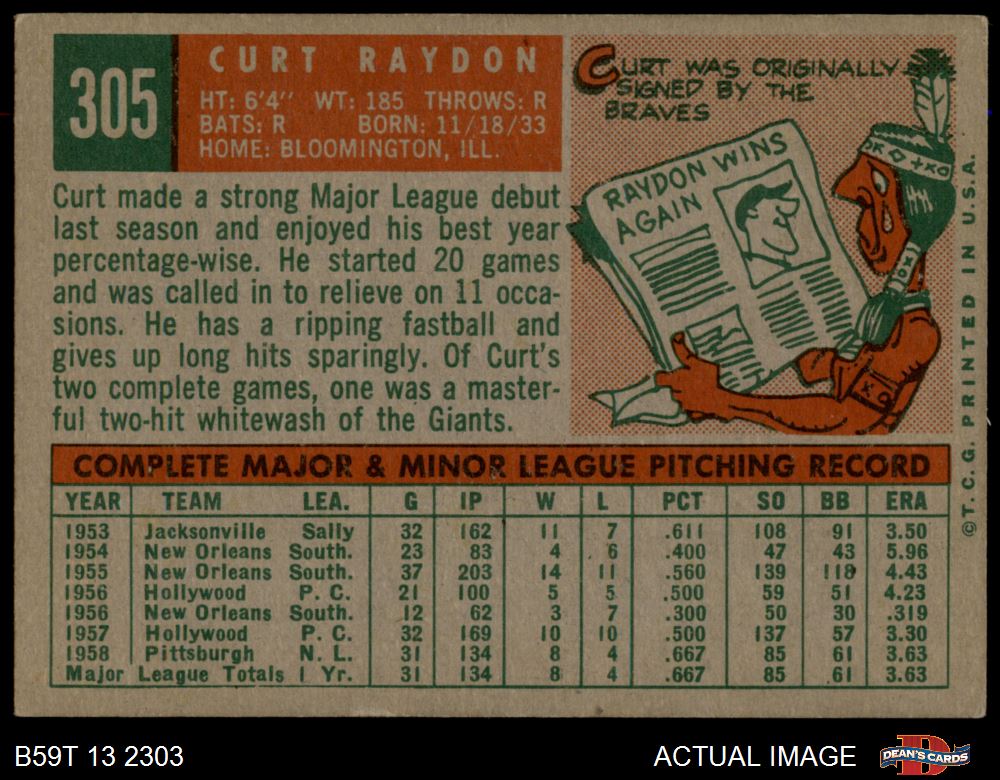 305
CURT RAYDON
HT: 6'4" WT: 185 THROWS: R
BATS: R BORN: 11/18/33
HOME: BLOOMINGTON, ILL.
CURT WAS ORIGINALLY
SIGNED BY THE
BRAVES
RAYDON WINS
AGAIN
Curt made a strong Major League debut
last season and enjoyed his best year
percentage-wise. He started 20 games
and was called in to relieve on 11 occa-
sions. He has a ripping fastball and
gives up long hits sparingly. Of Curt's
two complete games, one was a master-
ful two-hit whitewash of the Giants.
COMPLETE MAJOR & MINOR LEAGUE PITCHING RECORD
YEAR TEAM LEA. G IP W L PCT SO BB ERA
1953 Jacksonville Sally 32 162 11 7 .611 108 91 3.50
1954 New Orleans South. 23 83 4 6 .400 47 43 5.96
1955 New Orleans South. 37 203 14 11 .560 139 118 4.43
1956 Hollywood P. C. 21 100 5 5 .500 59 51 4.23
1956 New Orleans South. 12 62 3 7 .300 50 30 .319
1957 Hollywood P. C. 32 169 10 10 .500 137 57 3.30
1958 Pittsburgh N. L. 31 134 8 4 .667 85 61 3.63
Major League Totals 1 Yr. 31 134 8 4 .667 85 61 3.63
©T. C. G. PRINTED IN U.S.A.
B59T 13 2303
ACTUAL IMAGE
DEAN'S CARDS